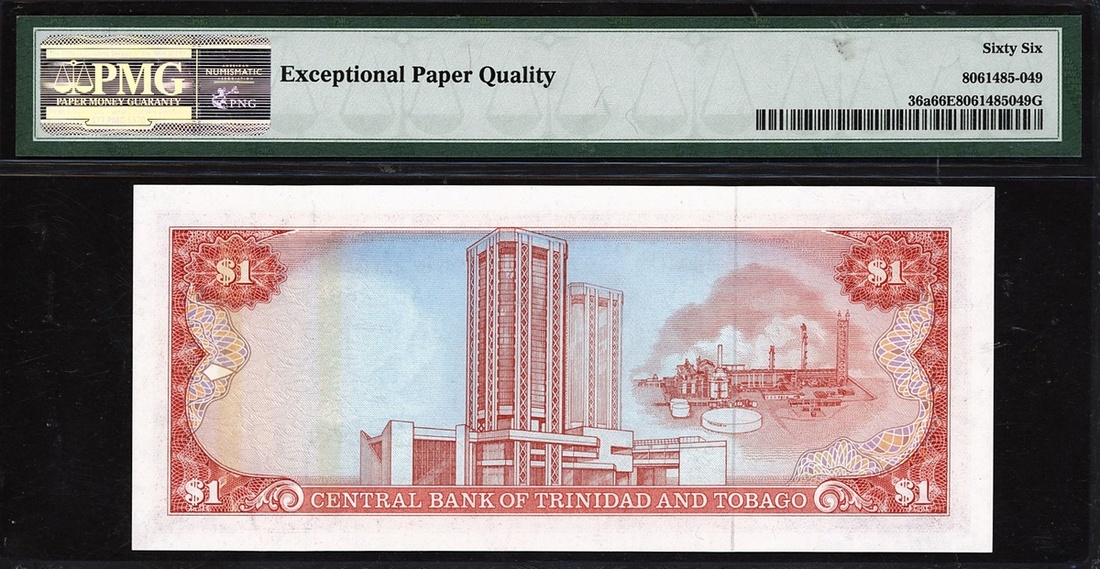 PMG
PAPER MONEY GUARANTY
NUMISMATIC
PNG
Exceptional Paper Quality
Sixty Six
8061485-049
36a66E8061485049G
$1
$1
$1
$1
CENTRAL BANK OF TRINIDAD AND TOBAGO